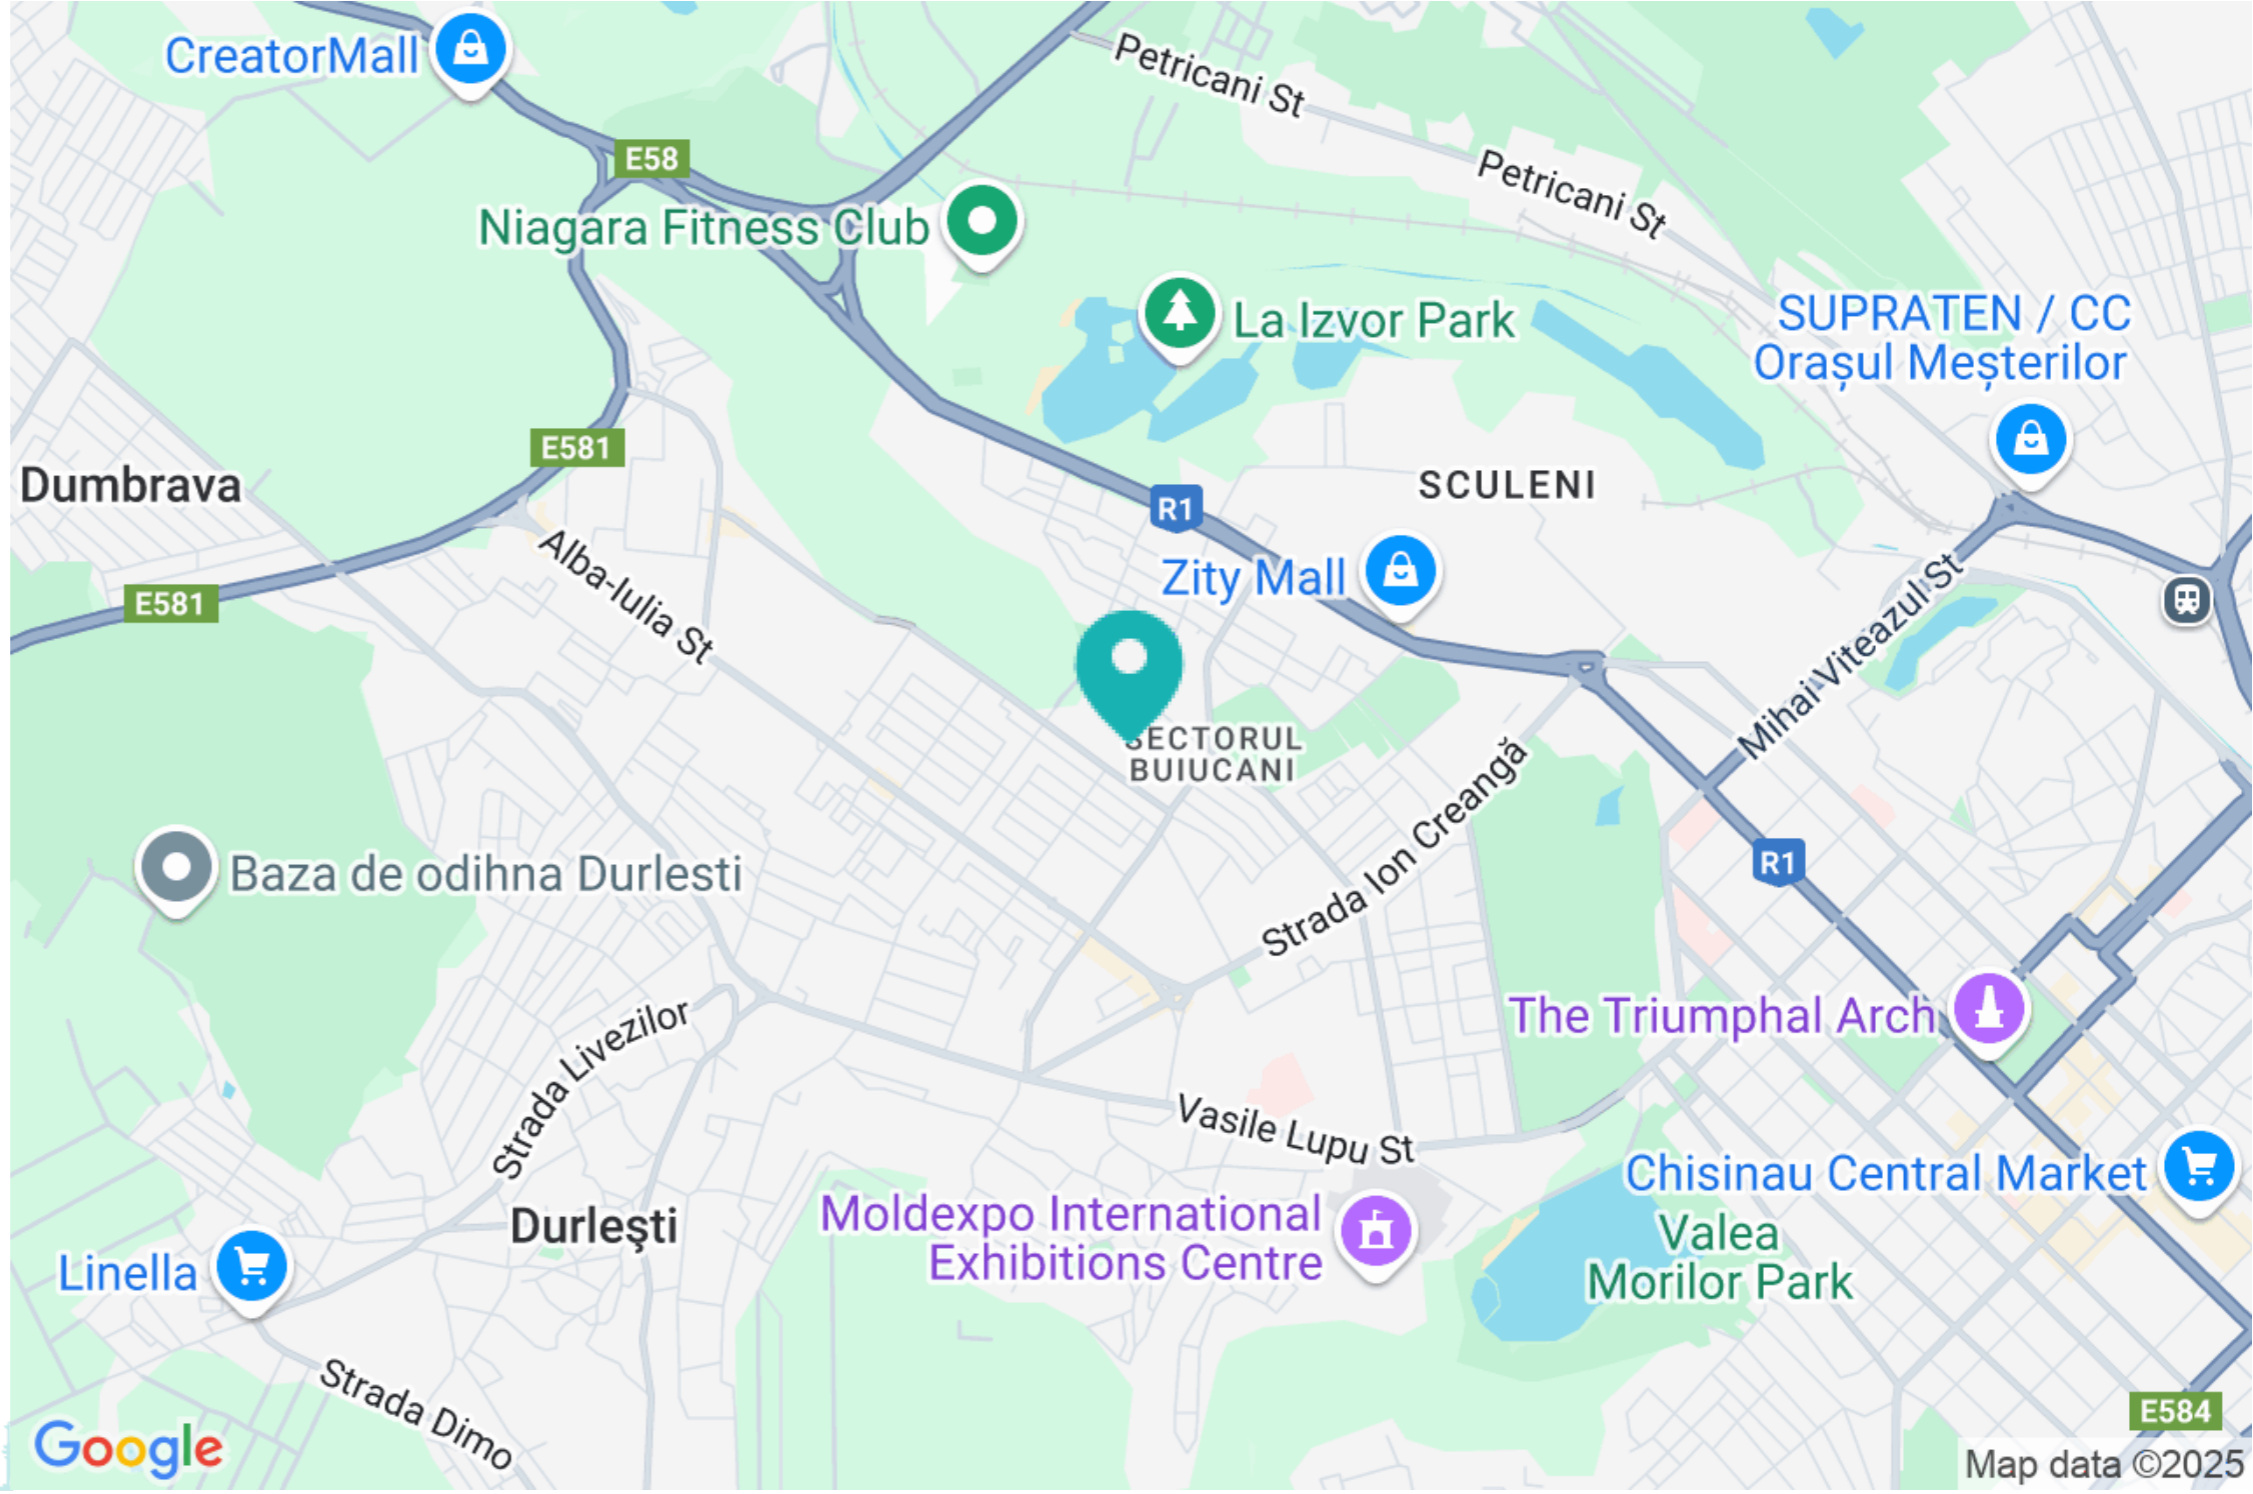 CreatorMall
Petricani St
E58
Petricani St
Niagara Fitness Club
La Izvor Park
SUPRATEN / CC
Orașul Meșterilor
E581
Dumbrava
SCULENI
R1
Alba-Iulia St
Zity Mall
E581
Mihai Viteazul St
SECTORUL
BUIUCANI
Strada Ion Creangă
R1
Baza de odihna Durlesti
The Triumphal Arch
Strada Livezilor
Vasile Lupu St
Chisinau Central Market
Durleşti
Moldexpo International
Exhibitions Centre
Valea
Morilor Park
Linella
Strada Dimo
E584
Google
Map data ©2025